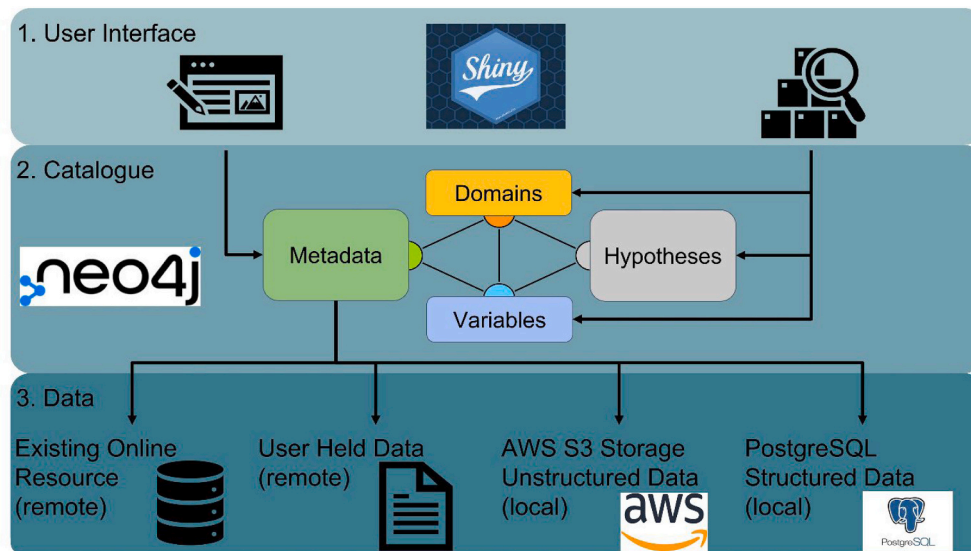 1. User Interface
Shiny
2. Catalogue
Domains
Metadata
Hypotheses
neo4j
Variables
3. Data
Existing Online
Resource
(remote)
User Held Data
(remote)
AWS S3 Storage
Unstructured Data
(local)
aws
PostgreSQL
Structured Data
(local)
PostgreSQL